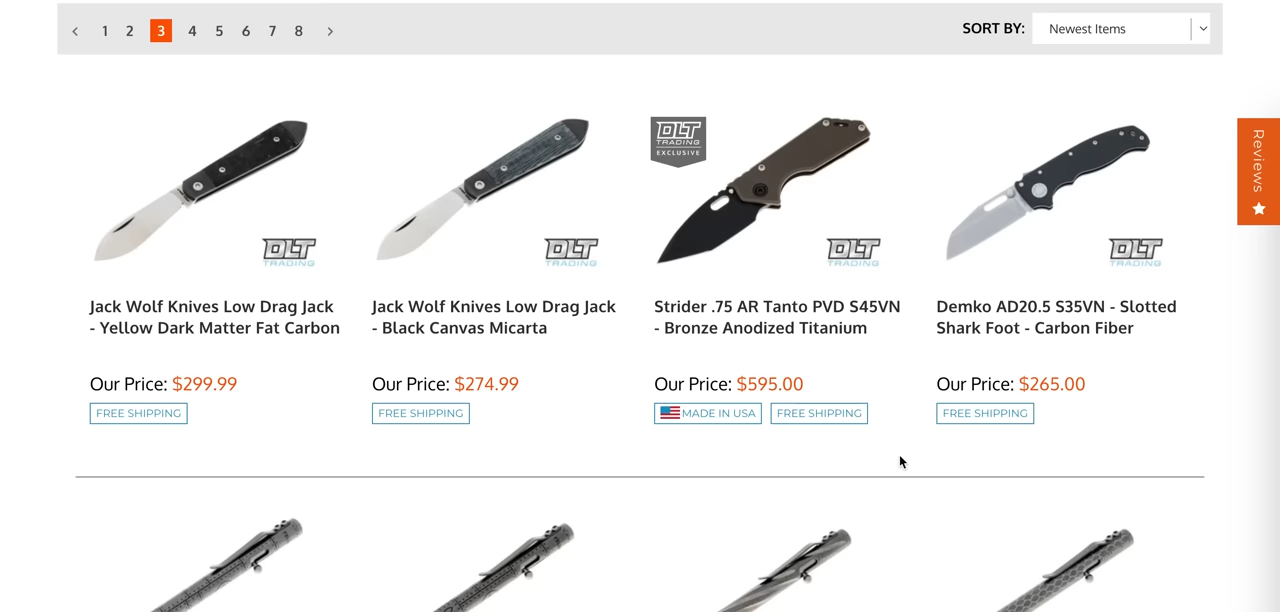 1 2 3 4 5 6 7 8
SORT BY: Newest Items
Reviews
DLT
TRADING
EXCLUSIVE
DLT
TRADING
DLT
TRADING
DLT
TRADING
DLT
TRADING
Jack Wolf Knives Low Drag Jack
- Yellow Dark Matter Fat Carbon
Our Price: $299.99
FREE SHIPPING
Jack Wolf Knives Low Drag Jack
- Black Canvas Micarta
Our Price: $274.99
FREE SHIPPING
Strider .75 AR Tanto PVD S45VN
- Bronze Anodized Titanium
Our Price: $595.00
MADE IN USA FREE SHIPPING
Demko AD20.5 S35VN - Slotted
Shark Foot - Carbon Fiber
Our Price: $265.00
FREE SHIPPING